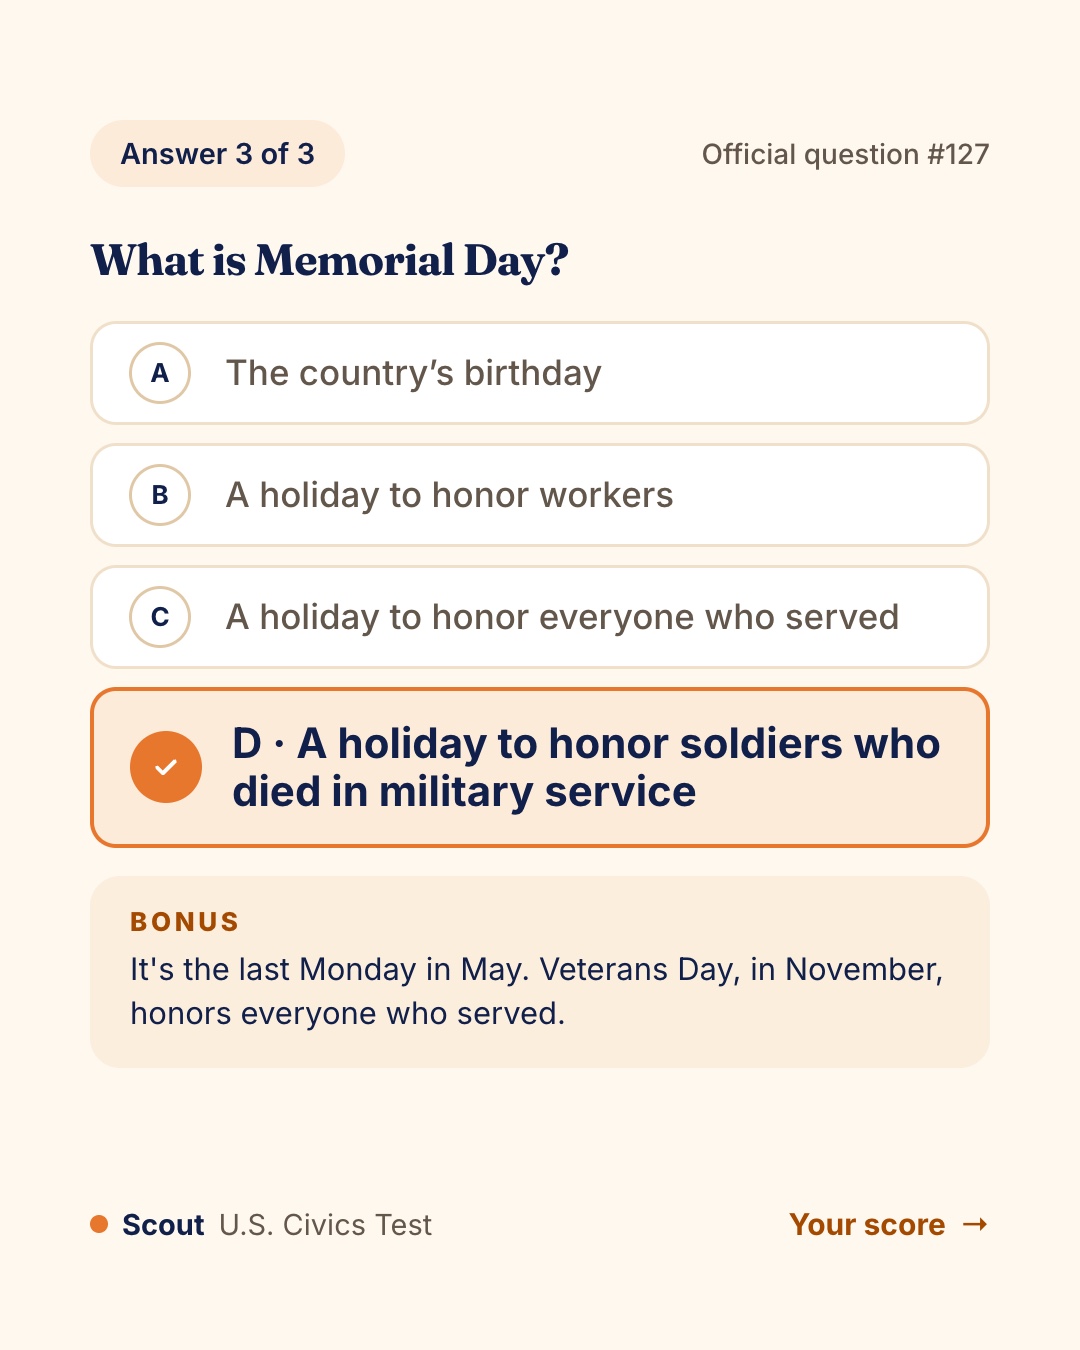 Answer 3 of 3
Official question #127
What is Memorial Day?
A The country’s birthday
B A holiday to honor workers
C A holiday to honor everyone who served
D · A holiday to honor soldiers who
died in military service
BONUS
It's the last Monday in May. Veterans Day, in November,
honors everyone who served.
Scout U.S. Civics Test
Your score →